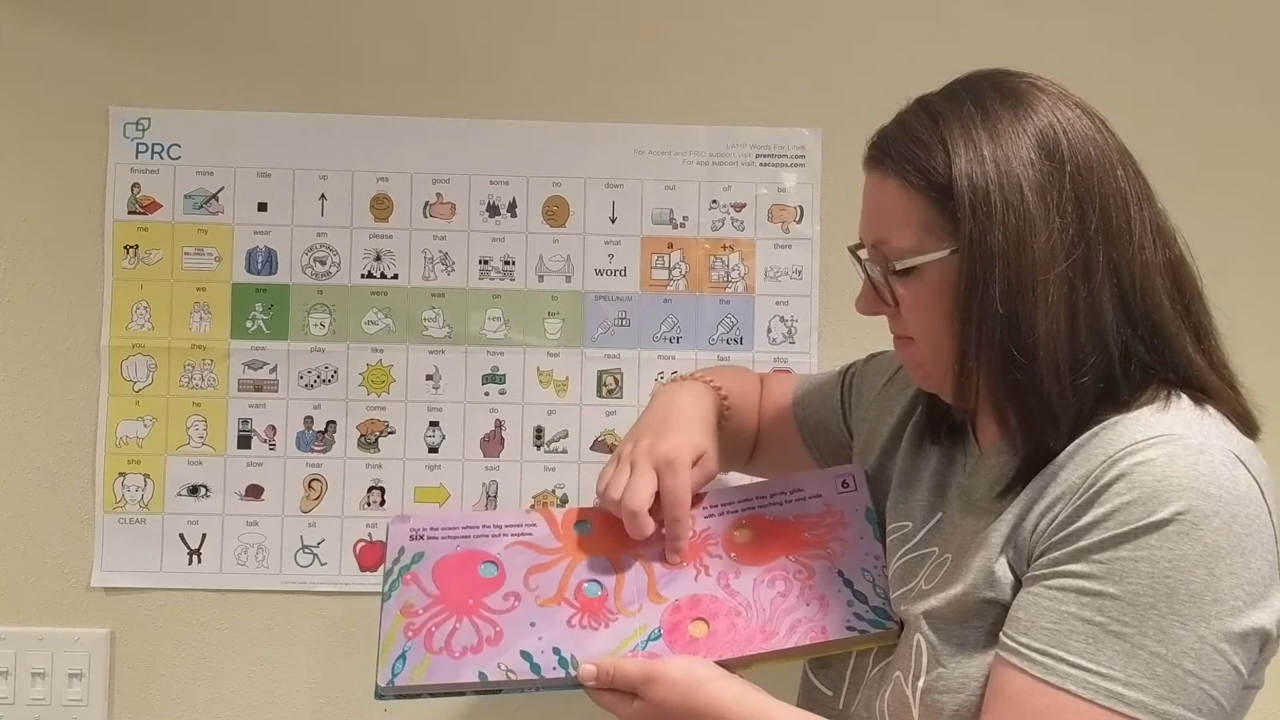 PRC
LAMP Words For Life®
For Accent and PRiO support visit: prentrom.com
For app support visit: aacapps.com
finished mine little up yes good some no down out off
me my wear am please that and in what a +s there
HELPING VERB
THIS BELONGS TO:
? word
-ly
I we are is were was on to SPELL/NUM an the end
+S +ING +ed +en to+ +er +est
you they new play like work have feel read more fast stop
it he want all come time do go get
she look slow hear think right said live
CLEAR not talk sit eat
Out in the ocean where the big waves roar,
SIX little octopuses come out to explore.
In the open water they gently glide,
with all their arms reaching far and wide.
6